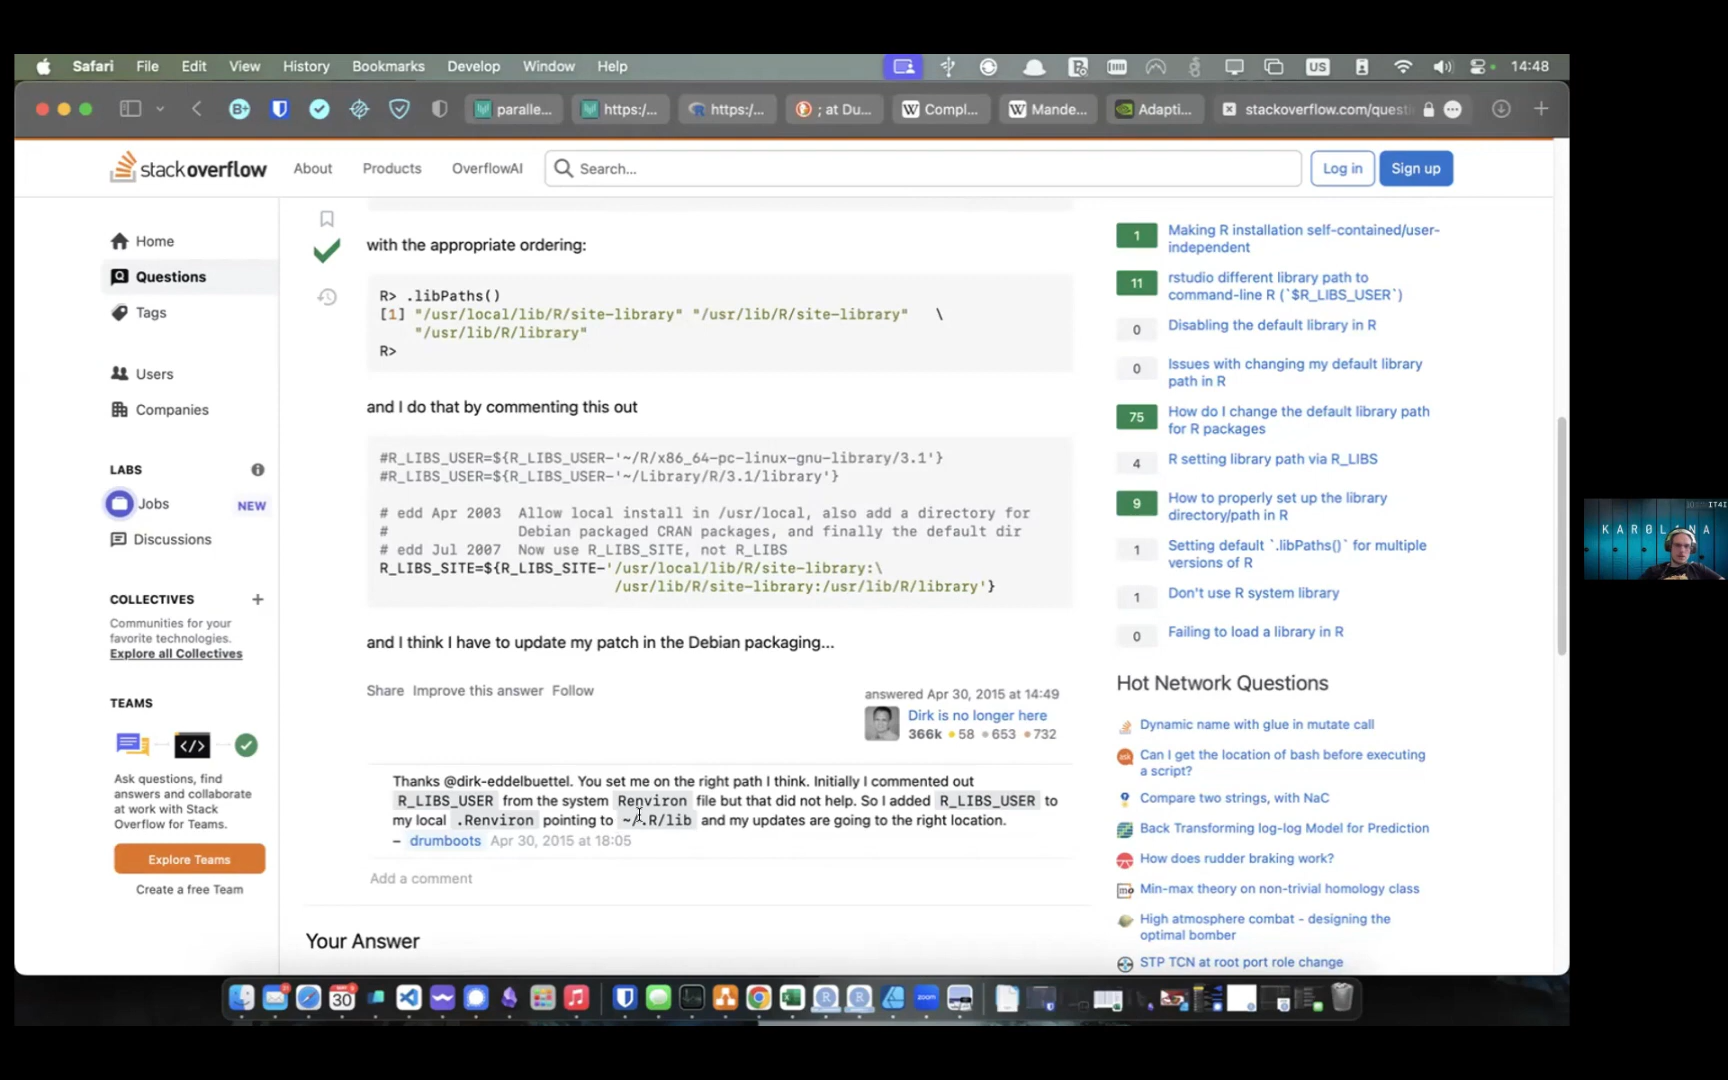 Safari File Edit View History Bookmarks Develop Window Help US 14:48
B+ paralle... https:/... https:/... ; at Du... W Compl... W Mande... Adapti... stackoverflow.com/questi
stackoverflow About Products OverflowAI Search... Log in Sign up
Home
Questions
Tags
Users
Companies
LABS
Jobs NEW
Discussions
COLLECTIVES +
Communities for your
favorite technologies.
Explore all Collectives
TEAMS
Ask questions, find
answers and collaborate
at work with Stack
Overflow for Teams.
Explore Teams
Create a free Team
with the appropriate ordering:
R> .libPaths()
[1] "/usr/local/lib/R/site-library" "/usr/lib/R/site-library" \
"/usr/lib/R/library"
R>
and I do that by commenting this out
#R_LIBS_USER=${R_LIBS_USER-'~/R/x86_64-pc-linux-gnu-library/3.1'}
#R_LIBS_USER=${R_LIBS_USER-'~/Library/R/3.1/library'}
# edd Apr 2003 Allow local install in /usr/local, also add a directory for
# Debian packaged CRAN packages, and finally the default dir
# edd Jul 2007 Now use R_LIBS_SITE, not R_LIBS
R_LIBS_SITE=${R_LIBS_SITE-'/usr/local/lib/R/site-library:\
/usr/lib/R/site-library:/usr/lib/R/library'}
and I think I have to update my patch in the Debian packaging...
Share Improve this answer Follow
answered Apr 30, 2015 at 14:49
Dirk is no longer here
366k 58 653 732
Thanks @dirk-eddelbuettel. You set me on the right path I think. Initially I commented out
R_LIBS_USER from the system Renviron file but that did not help. So I added R_LIBS_USER to
my local .Renviron pointing to ~/.R/lib and my updates are going to the right location.
– drumboots Apr 30, 2015 at 18:05
Add a comment
Your Answer
1 Making R installation self-contained/user-
independent
11 rstudio different library path to
command-line R (`$R_LIBS_USER`)
0 Disabling the default library in R
0 Issues with changing my default library
path in R
75 How do I change the default library path
for R packages
4 R setting library path via R_LIBS
9 How to properly set up the library
directory/path in R
1 Setting default `.libPaths()` for multiple
versions of R
1 Don't use R system library
0 Failing to load a library in R
Hot Network Questions
Dynamic name with glue in mutate call
Can I get the location of bash before executing
a script?
Compare two strings, with NaC
Back Transforming log-log Model for Prediction
How does rudder braking work?
Min-max theory on non-trivial homology class
High atmosphere combat - designing the
optimal bomber
STP TCN at root port role change
30 zoom
IT4I
KAROLINA